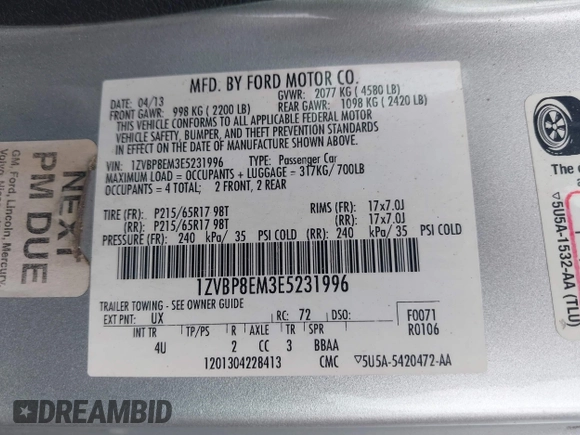 MFD. BY FORD MOTOR CO.
DATE: 04/13
GVWR: 2077 KG ( 4580 LB)
FRONT GAWR: 998 KG ( 2200 LB)
REAR GAWR: 1098 KG ( 2420 LB)
THIS VEHICLE CONFORMS TO ALL APPLICABLE FEDERAL MOTOR
VEHICLE SAFETY, BUMPER, AND THEFT PREVENTION STANDARDS
IN EFFECT ON THE DATE OF MANUFACTURE SHOWN ABOVE.
VIN: 1ZVBP8EM3E5231996 TYPE: Passenger Car
MAXIMUM LOAD = OCCUPANTS + LUGGAGE = 317KG/ 700LB
OCCUPANTS = 4 TOTAL; 2 FRONT, 2 REAR
TIRE (FR): P215/65R17 98T RIMS (FR): 17x7.0J
(RR): P215/65R17 98T (RR): 17x7.0J
PRESSURE (FR): 240 kPa/ 35 PSI COLD (RR): 240 kPa/ 35 PSI COLD
1ZVBP8EM3E5231996
TRAILER TOWING - SEE OWNER GUIDE
EXT PNT: UX RC: 72 DSO: F0071
INT TR TP/PS R AXLE TR SPR R0106
4U 2 CC 3 BBAA
1201304228413 CMC ▽5U5A-5420472-AA
NEXT
PM DUE
GM, Ford, Lincoln, Mercury
The
▽5U5A-1532-AA (TLU)
DREAMBID